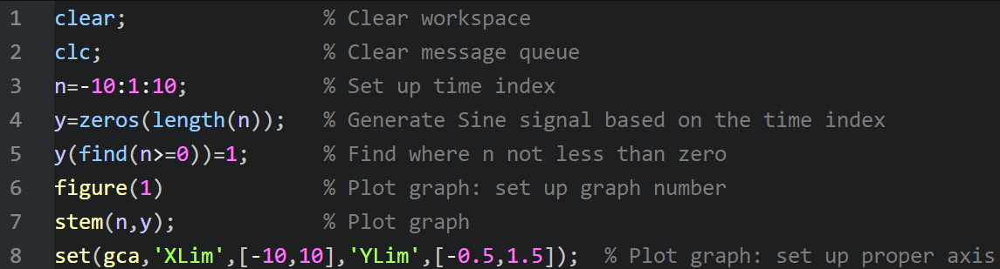 1 clear; % Clear workspace
2 clc; % Clear message queue
3 n=-10:1:10; % Set up time index
4 y=zeros(length(n)); % Generate Sine signal based on the time index
5 y(find(n>=0))=1; % Find where n not less than zero
6 figure(1) % Plot graph: set up graph number
7 stem(n,y); % Plot graph
8 set(gca,'XLim',[-10,10],'YLim',[-0.5,1.5]); % Plot graph: set up proper axis